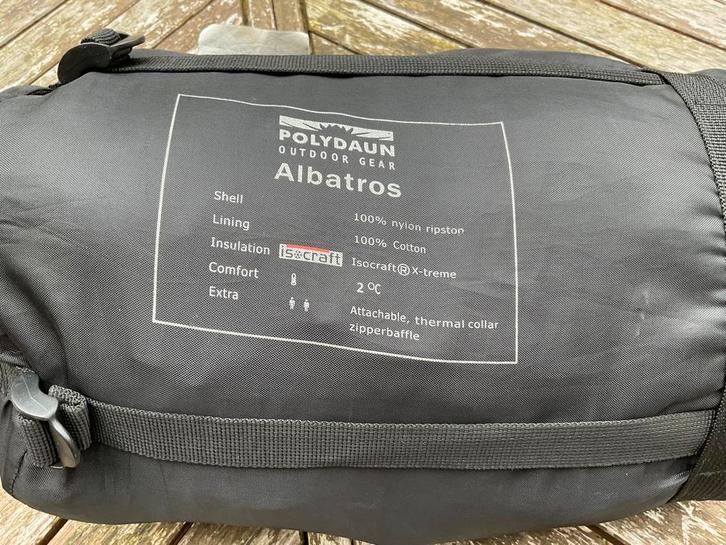 POLYDAUN
OUTDOOR GEAR
Albatros
Shell 100% nylon ripstop
Lining 100% Cotton
Insulation isocraft Isocraft® X-treme
Comfort 2 °C
Extra Attachable, thermal collar
zipperbaffle